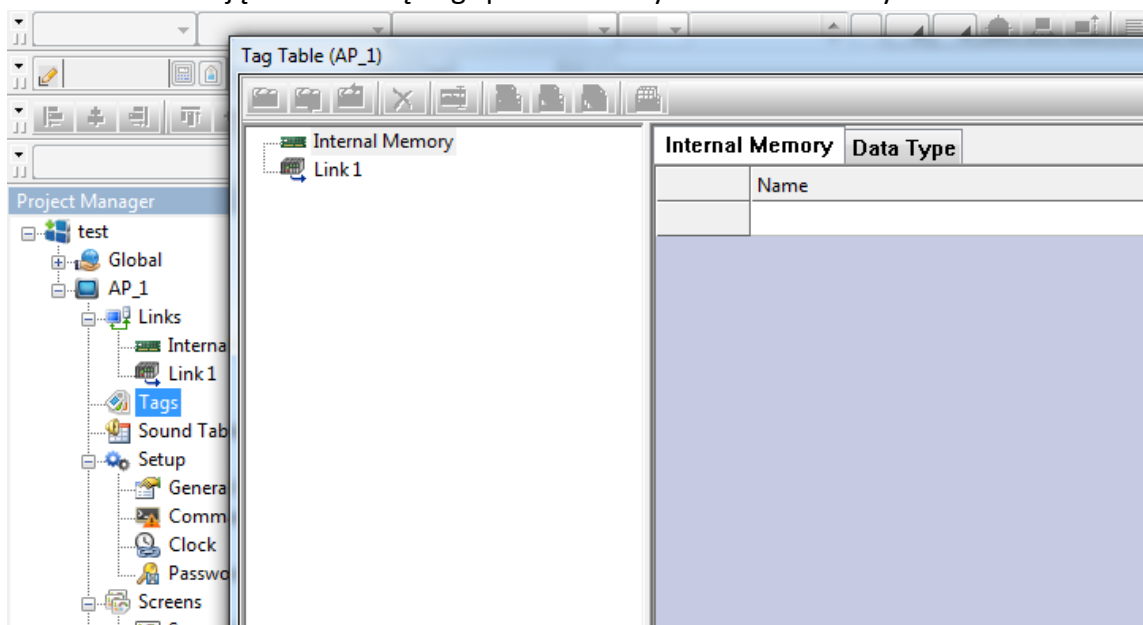 Tag Table (AP_1)
Internal Memory
Link 1
Internal Memory Data Type
Name
Project Manager
test
Global
AP_1
Links
Interna
Link 1
Tags
Sound Tab
Setup
Genera
Comm
Clock
Passwo
Screens